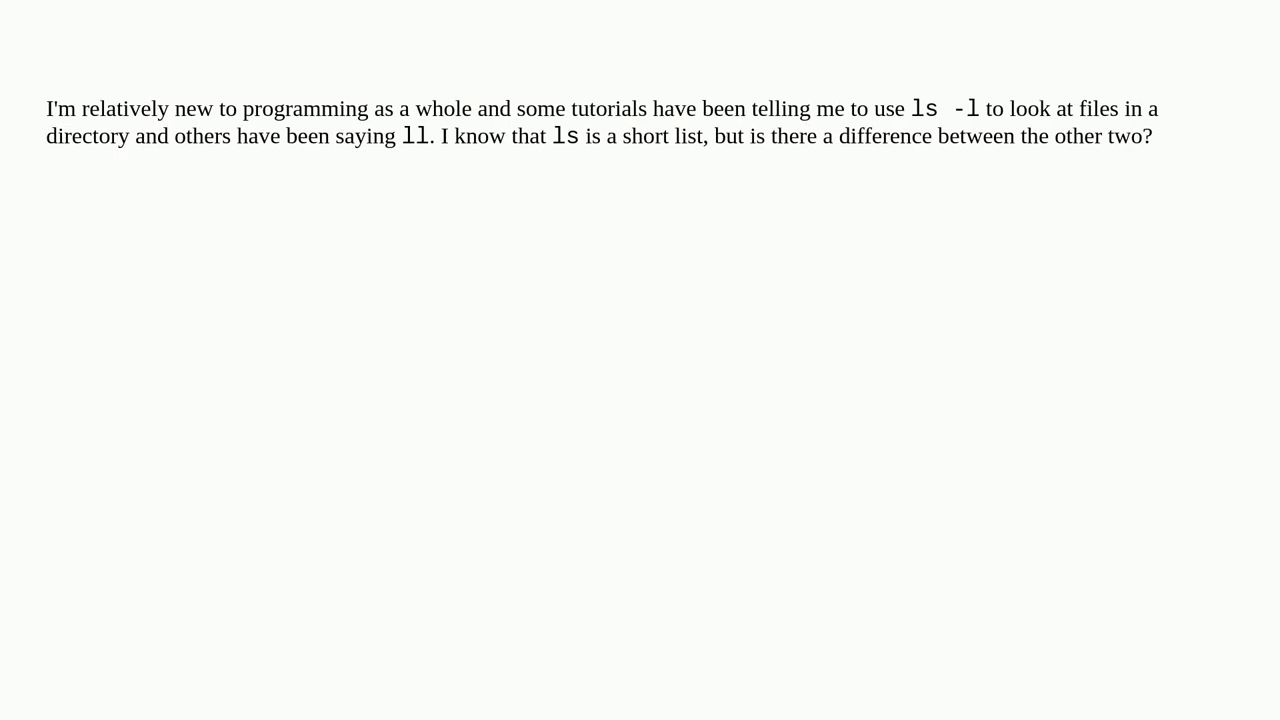 I'm relatively new to programming as a whole and some tutorials have been telling me to use ls -l to look at files in a
directory and others have been saying ll. I know that ls is a short list, but is there a difference between the other two?